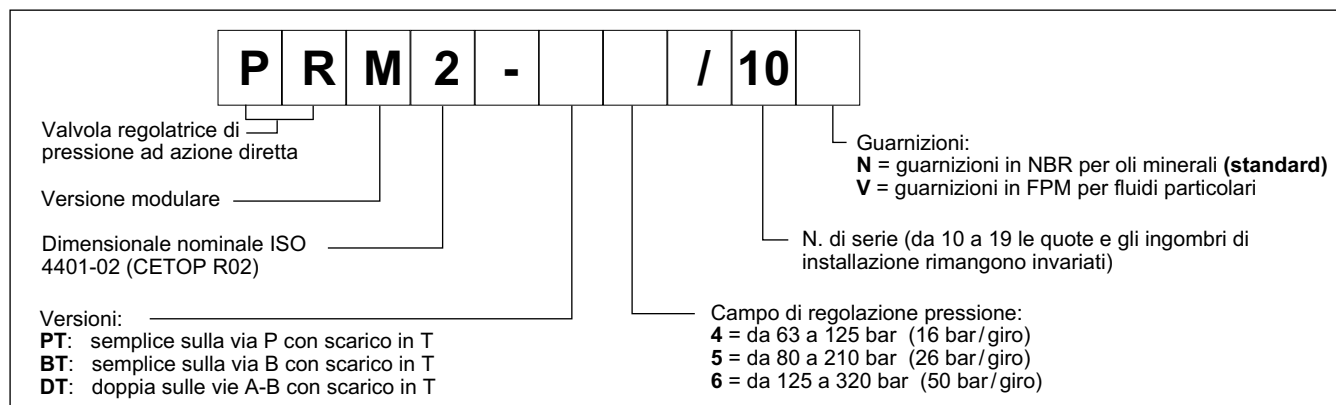 P R M 2 - / 10
Valvola regolatrice di
pressione ad azione diretta
Versione modulare
Dimensionale nominale ISO
4401-02 (CETOP R02)
Versioni:
PT: semplice sulla via P con scarico in T
BT: semplice sulla via B con scarico in T
DT: doppia sulle vie A-B con scarico in T
Guarnizioni:
N = guarnizioni in NBR per oli minerali (standard)
V = guarnizioni in FPM per fluidi particolari
N. di serie (da 10 a 19 le quote e gli ingombri di
installazione rimangono invariati)
Campo di regolazione pressione:
4 = da 63 a 125 bar (16 bar/giro)
5 = da 80 a 210 bar (26 bar/giro)
6 = da 125 a 320 bar (50 bar/giro)